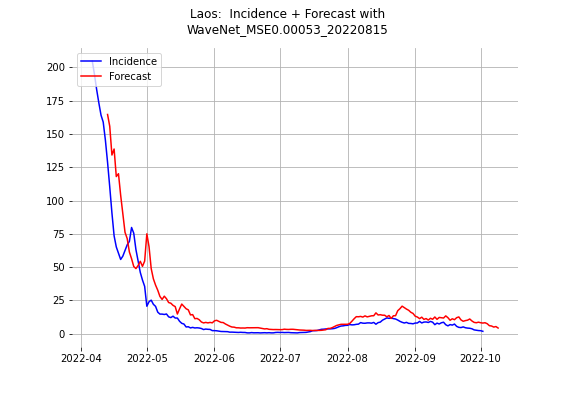 Laos:  Incidence + Forecast with
WaveNet_MSE0.00053_20220815
Incidence
Forecast
200
175
150
125
100
75
50
25
0
2022-04 2022-05 2022-06 2022-07 2022-08 2022-09 2022-10